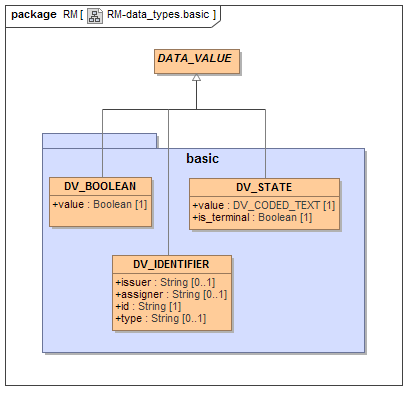 package RM [ RM-data_types.basic ]
DATA_VALUE
basic
DV_BOOLEAN
+value : Boolean [1]
DV_STATE
+value : DV_CODED_TEXT [1]
+is_terminal : Boolean [1]
DV_IDENTIFIER
+issuer : String [0..1]
+assigner : String [0..1]
+id : String [1]
+type : String [0..1]